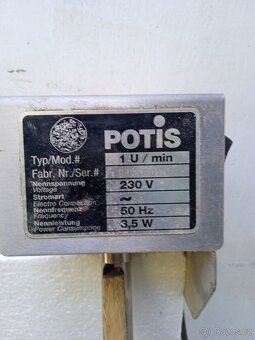 POTIS
Typ/Mod.# 1 U / min
Fabr. Nr./Ser.#
Nennspannung
Voltage 230 V
Stromart
Electro Connection ~
Nennfrequenz
Frequency 50 Hz
Nennleistung
Power Consumption 3,5 W